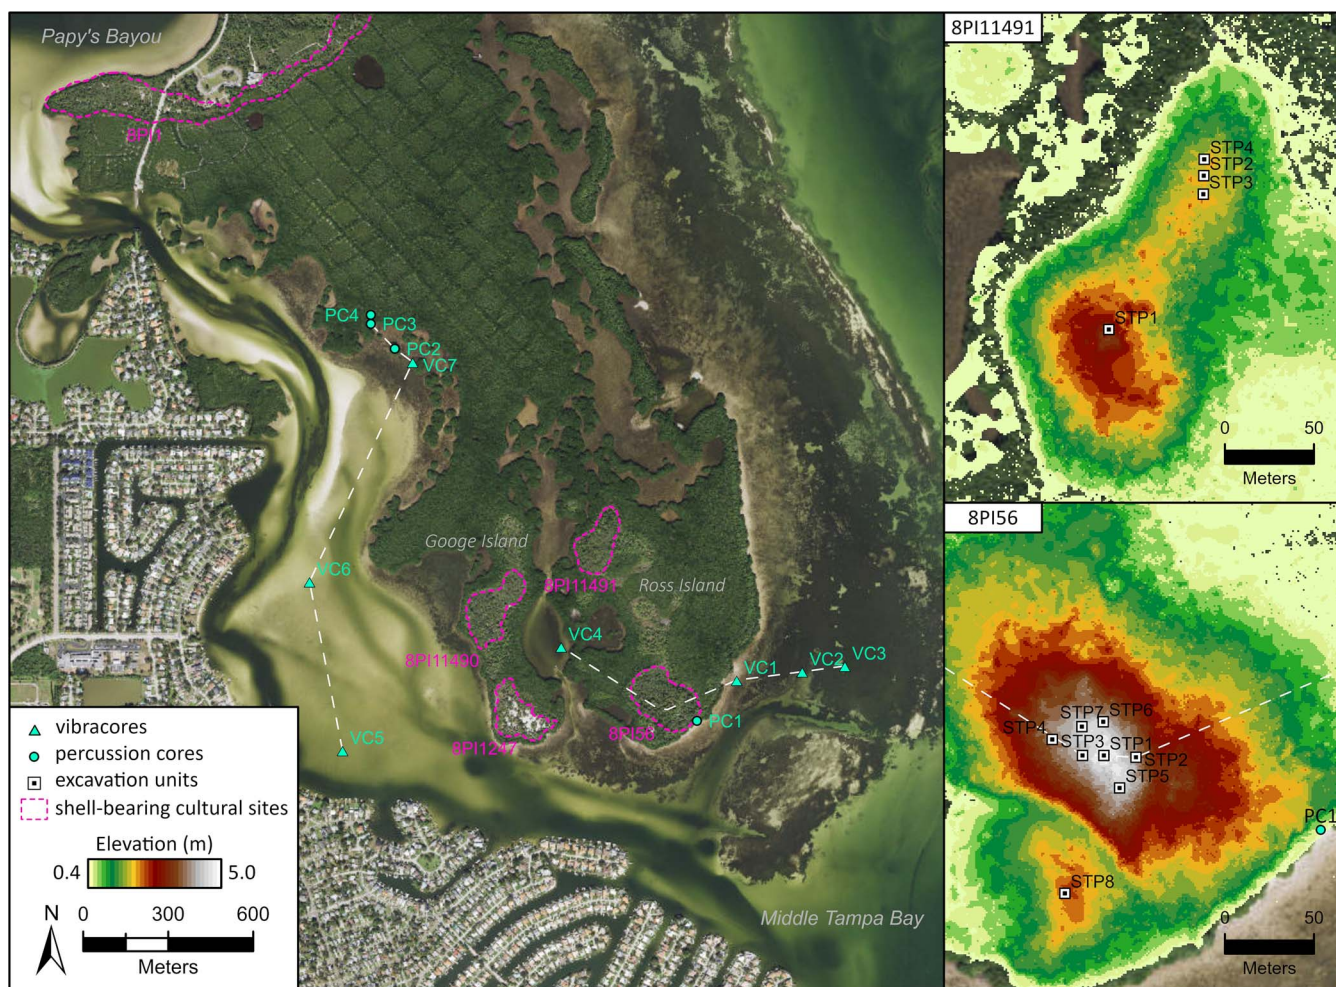 Papy's Bayou
8PI1
PC4
PC3
PC2
VC7
VC6
VC5
Googe Island
8PI11491
Ross Island
8PI11490
VC4
VC1
VC2
VC3
PC1
8PI56
8PI1247
Middle Tampa Bay
vibracores
percussion cores
excavation units
shell-bearing cultural sites
Elevation (m)
0.4
5.0
N
0
300
600
Meters
8PI11491
STP4
STP2
STP3
STP1
0
50
Meters
8PI56
STP7
STP6
STP4
STP3
STP1
STP2
STP5
PC1
STP8
0
50
Meters